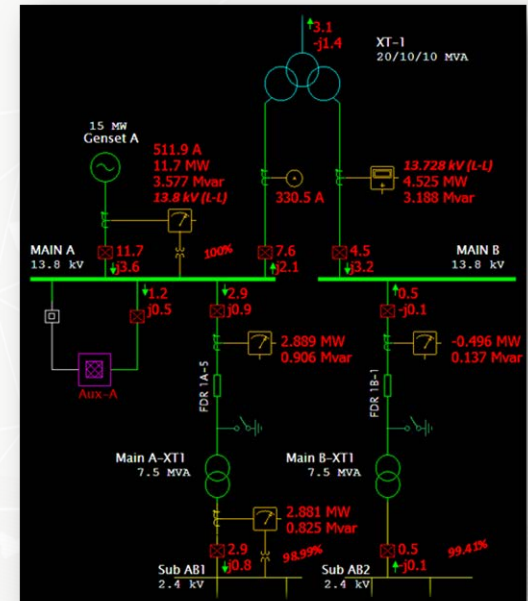 3.1
-j1.4
XT-1
20/10/10 MVA
15 MW
Genset A
511.9 A
11.7 MW
3.577 Mvar
13.8 kV (L-L)
330.5 A
13.728 kV (L-L)
4.525 MW
3.188 Mvar
MAIN A
13.8 kV
11.7
j3.6
100%
7.6
j2.1
4.5
j3.2
MAIN B
13.8 kV
1.2
j0.5
2.9
j0.9
0.5
-j0.1
Aux-A
2.889 MW
0.906 Mvar
-0.496 MW
0.137 Mvar
FDR 1A-5
FDR 1B-1
Main A-XT1
7.5 MVA
Main B-XT1
7.5 MVA
2.881 MW
0.825 Mvar
2.9
j0.8
98.99%
0.5
-j0.1
99.41%
Sub AB1
2.4 kV
Sub AB2
2.4 kV